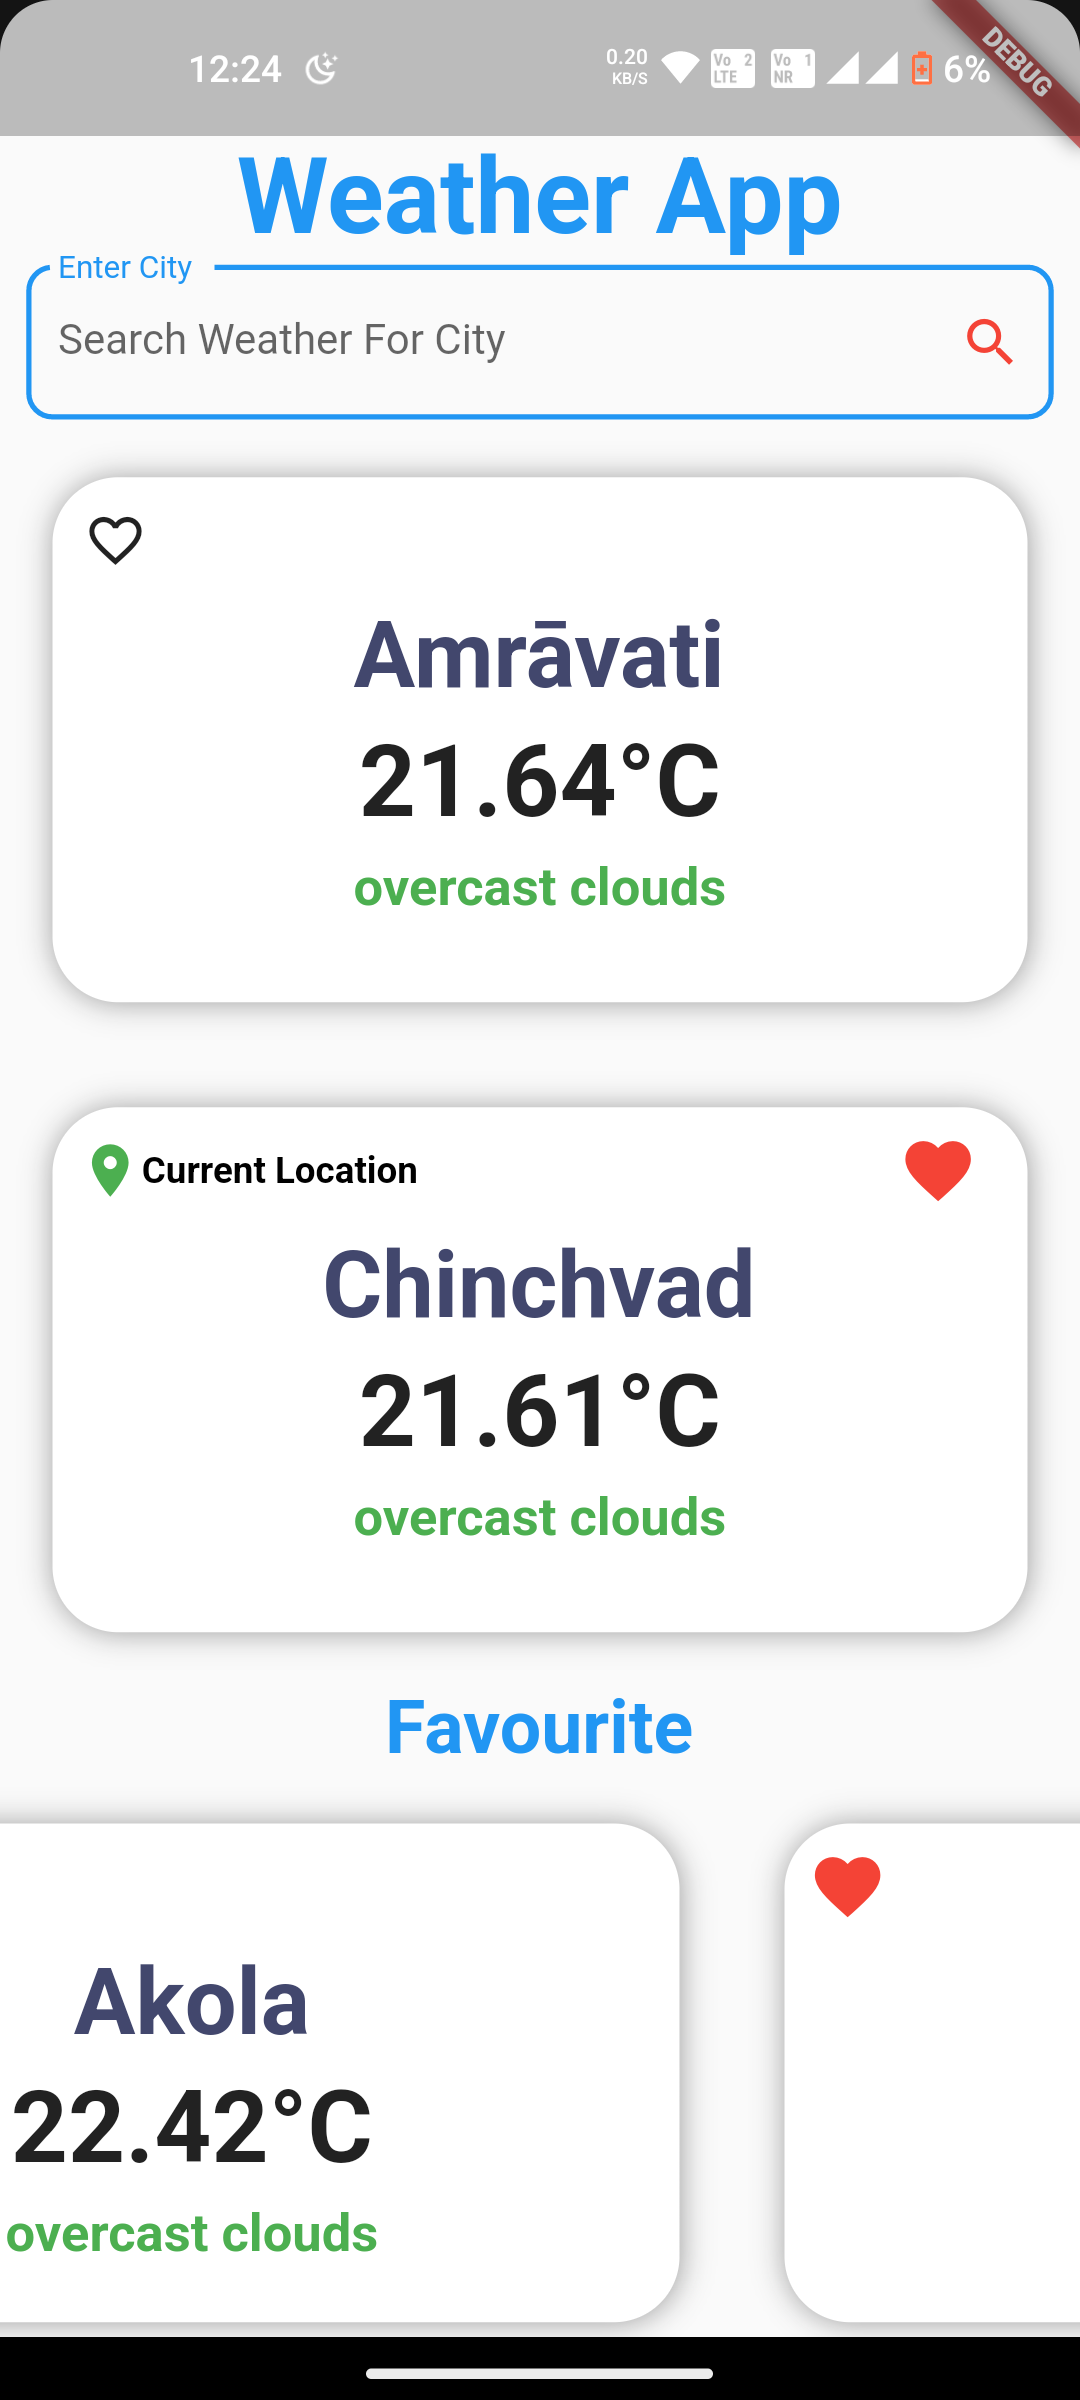 12:24
0.20
KB/S
Vo 2
LTE
Vo 1
NR
6%
DEBUG
Weather App
Enter City
Search Weather For City
Amrāvati
21.64°C
overcast clouds
Current Location
Chinchvad
21.61°C
overcast clouds
Favourite
Akola
22.42°C
overcast clouds